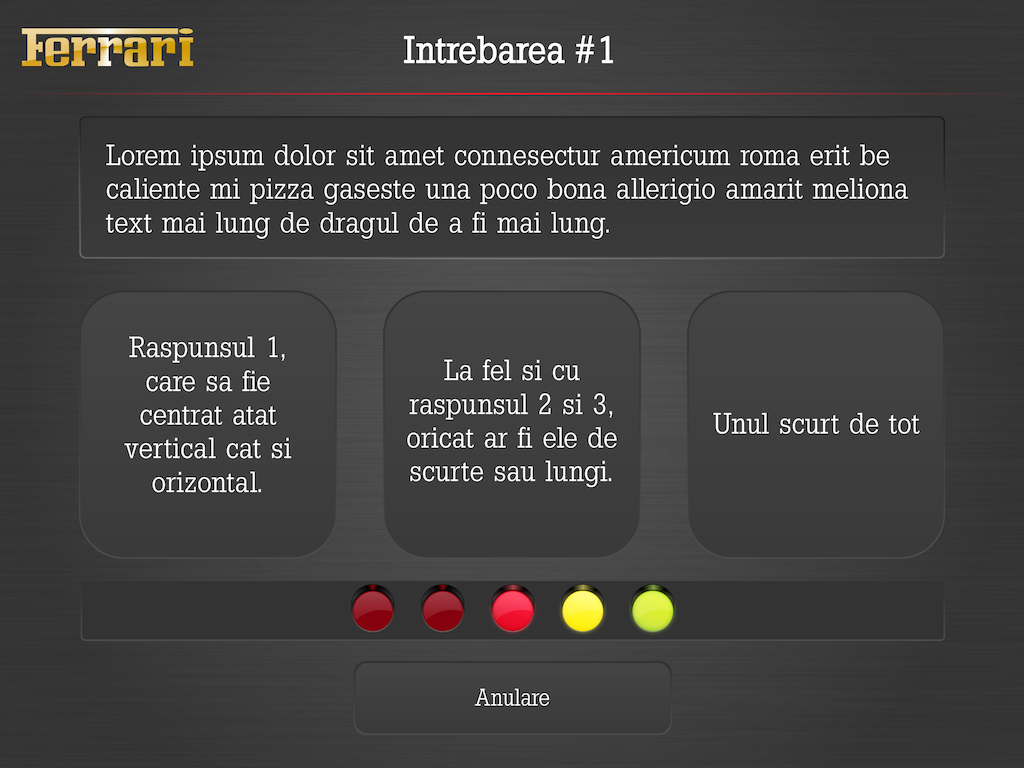 Ferrari
Intrebarea #1
Lorem ipsum dolor sit amet connesectur americum roma erit be
caliente mi pizza gaseste una poco bona allerigio amarit meliona
text mai lung de dragul de a fi mai lung.
Raspunsul 1,
care sa fie
centrat atat
vertical cat si
orizontal.
La fel si cu
raspunsul 2 si 3,
oricat ar fi ele de
scurte sau lungi.
Unul scurt de tot
Anulare